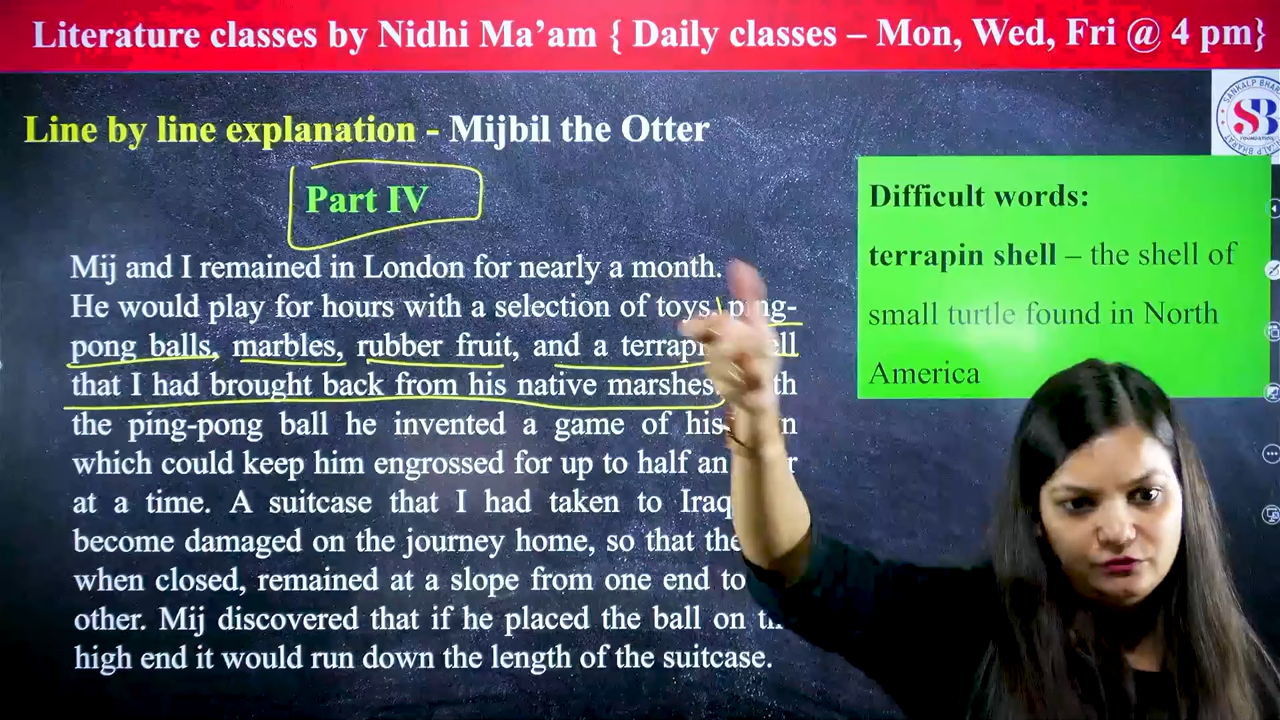 Literature classes by Nidhi Ma’am { Daily classes – Mon, Wed, Fri @ 4 pm}
SANKALP BHAR
SB
FOUNDATION
Line by line explanation - Mijbil the Otter
Part IV
Mij and I remained in London for nearly a month.
He would play for hours with a selection of toys,
pong balls, marbles, rubber fruit, and a
that I had brought back from his native marshes.
the ping-pong ball he invented a game of his
which could keep him engrossed for up to half an
at a time. A suitcase that I had taken to Iraq
become damaged on the journey home, so that the
when closed, remained at a slope from one end to
other. Mij discovered that if he placed the ball on
high end it would run down the length of the suitcase.
Difficult words:
terrapin shell – the shell of
small turtle found in North
America